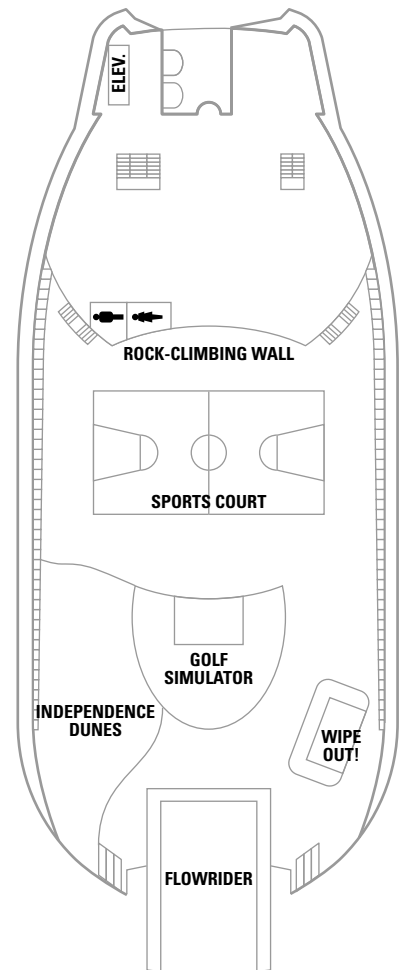 ELEV.
ROCK-CLIMBING WALL
SPORTS COURT
GOLF
SIMULATOR
INDEPENDENCE
DUNES
WIPE
OUT!
FLOWRIDER